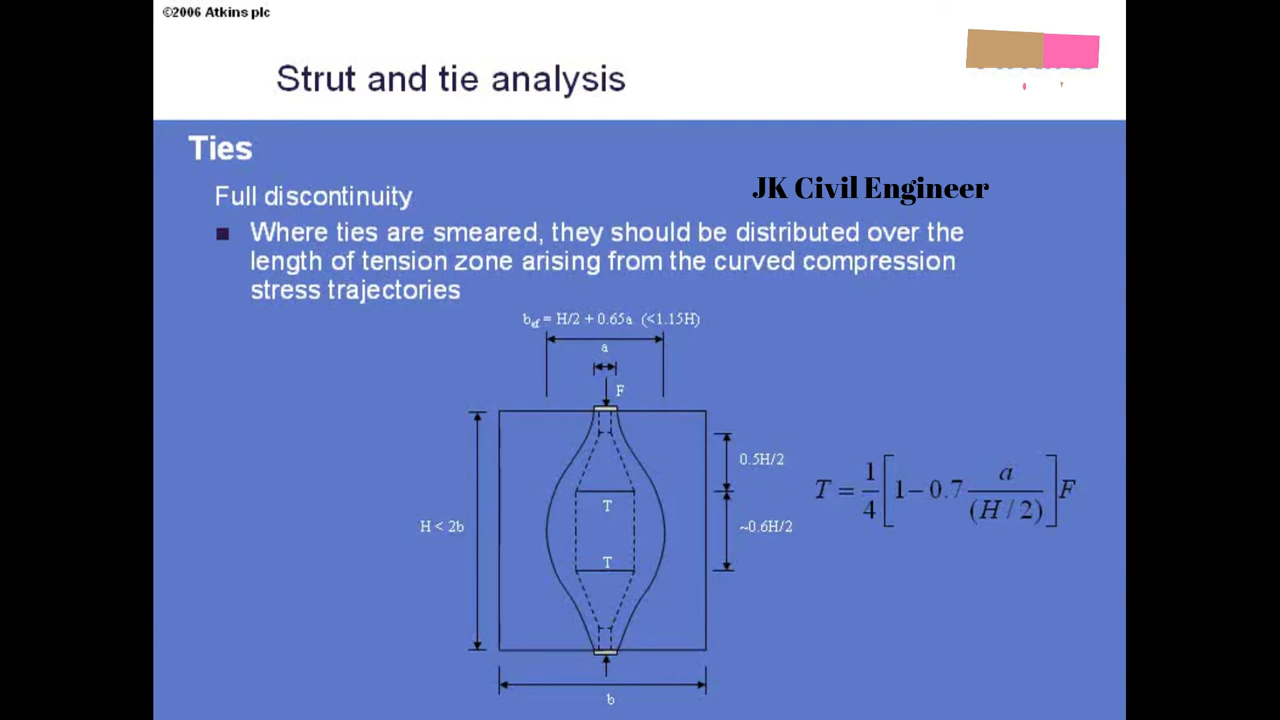 ©2006 Atkins plc
Strut and tie analysis
Ties
Full discontinuity
JK Civil Engineer
■ Where ties are smeared, they should be distributed over the
length of tension zone arising from the curved compression
stress trajectories
b_ef = H/2 + 0.65a (<1.15H)
a
F
0.5H/2
T
H < 2b
~0.6H/2
T
b
T = 1/4 [1 − 0.7 a/(H / 2)] F